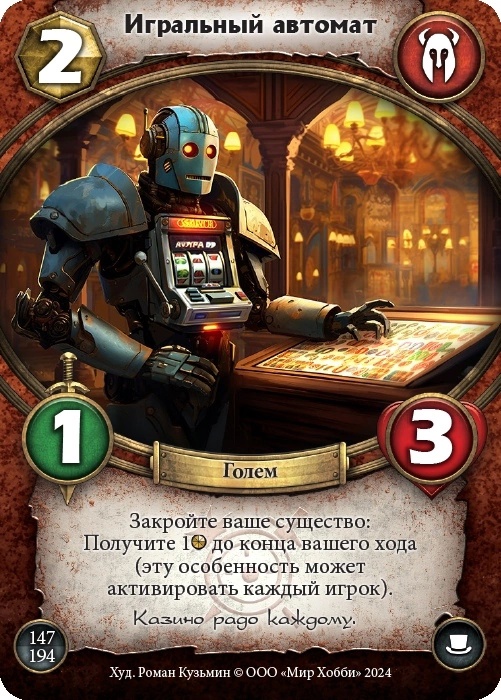 Игральный автомат
2
1
3
Голем
Закройте ваше существо:
Получите 1 до конца вашего хода
(эту особенность может
активировать каждый игрок).
Казино радо каждому.
147
194
Худ. Роман Кузьмин © ООО «Мир Хобби» 2024